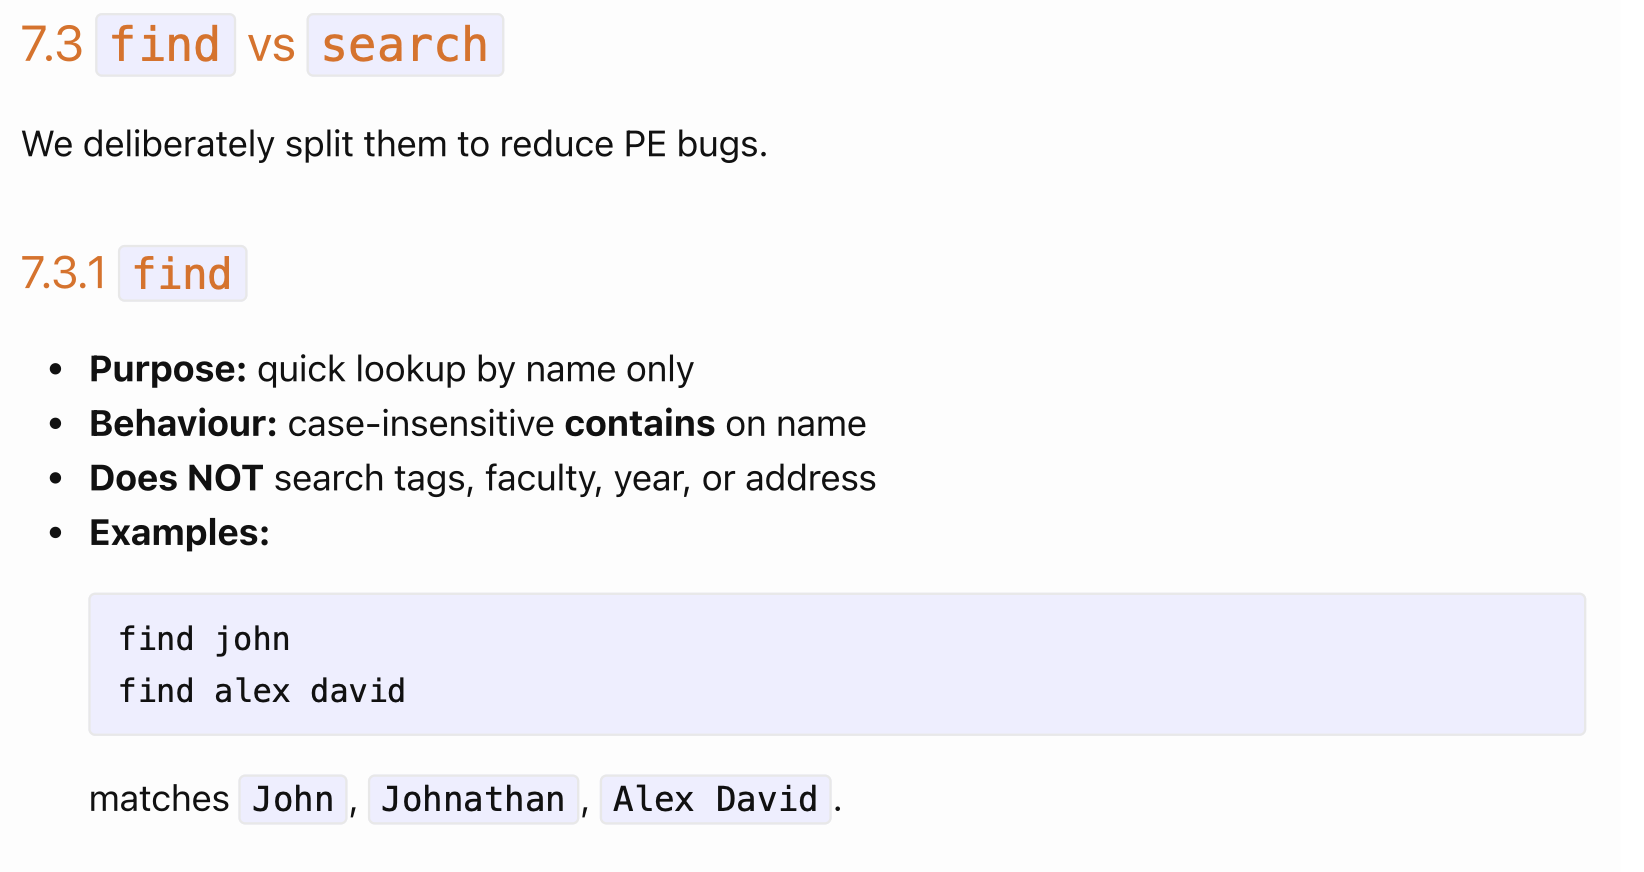 7.3 find vs search
We deliberately split them to reduce PE bugs.
7.3.1 find
• Purpose: quick lookup by name only
• Behaviour: case-insensitive contains on name
• Does NOT search tags, faculty, year, or address
• Examples:
find john
find alex david
matches John, Johnathan, Alex David.